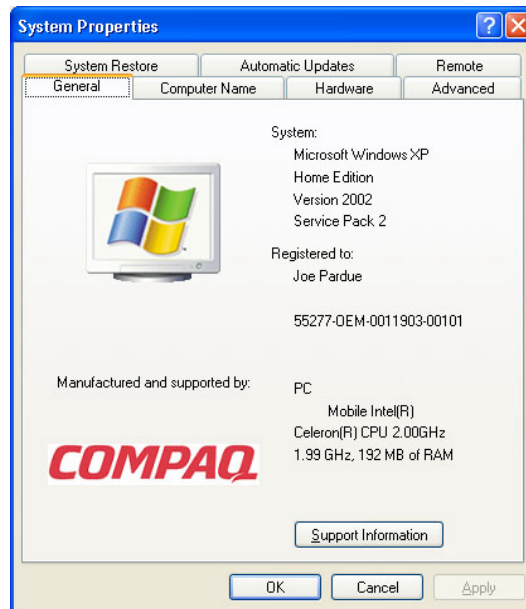 System Properties
System Restore Automatic Updates Remote
General Computer Name Hardware Advanced
System:
Microsoft Windows XP
Home Edition
Version 2002
Service Pack 2
Registered to:
Joe Pardue
55277-OEM-0011903-00101
Manufactured and supported by:
COMPAQ
PC
Mobile Intel(R)
Celeron(R) CPU 2.00GHz
1.99 GHz, 192 MB of RAM
Support Information
OK Cancel Apply